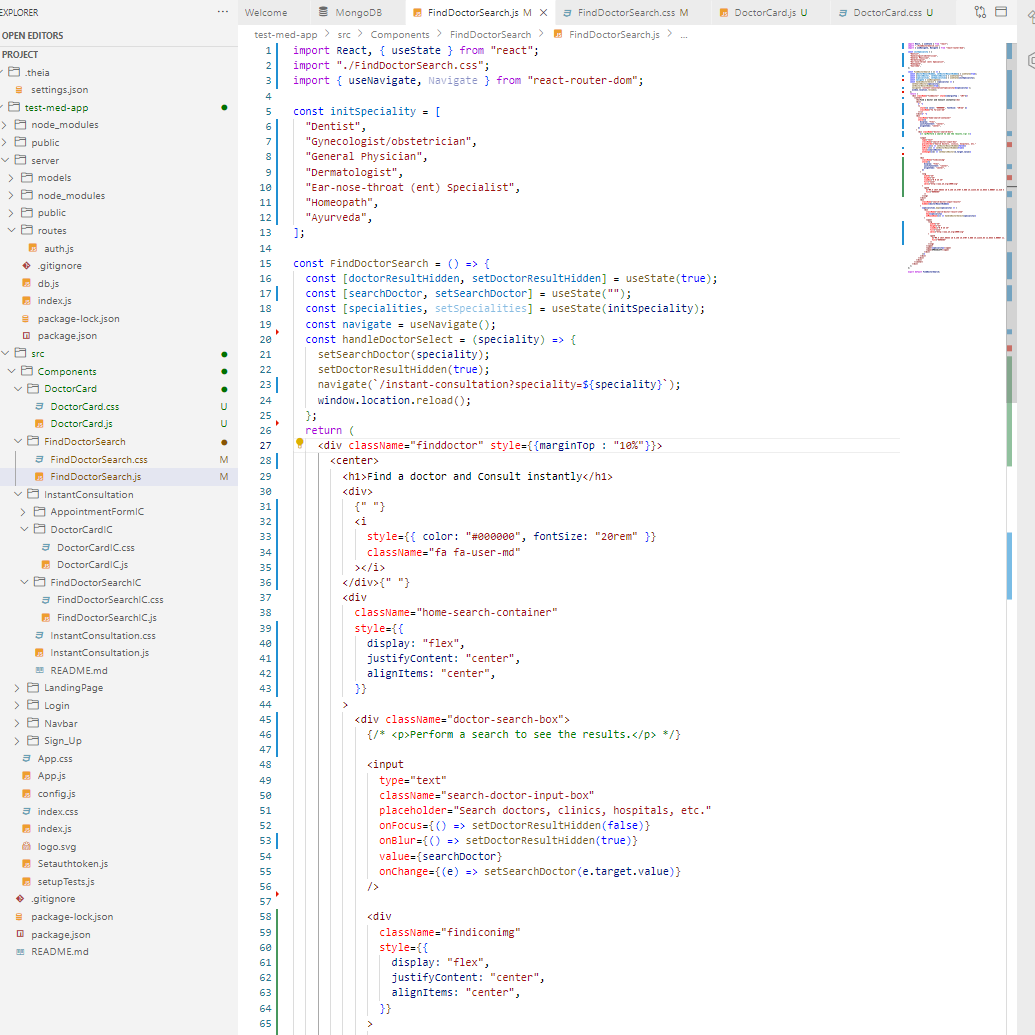 EXPLORER
OPEN EDITORS
PROJECT
.theia
settings.json
test-med-app
node_modules
public
server
models
node_modules
public
routes
auth.js
.gitignore
db.js
index.js
package-lock.json
package.json
src
Components
DoctorCard
DoctorCard.css U
DoctorCard.js U
FindDoctorSearch
FindDoctorSearch.css M
FindDoctorSearch.js M
InstantConsultation
AppointmentFormIC
DoctorCardIC
DoctorCardIC.css
DoctorCardIC.js
FindDoctorSearchIC
FindDoctorSearchIC.css
FindDoctorSearchIC.js
InstantConsultation.css
InstantConsultation.js
README.md
LandingPage
Login
Navbar
Sign_Up
App.css
App.js
config.js
index.css
index.js
logo.svg
Setauthtoken.js
setupTests.js
.gitignore
package-lock.json
package.json
README.md
Welcome MongoDB FindDoctorSearch.js M FindDoctorSearch.css M DoctorCard.js U DoctorCard.css U
test-med-app > src > Components > FindDoctorSearch > FindDoctorSearch.js > ...
1 import React, { useState } from "react";
2 import "./FindDoctorSearch.css";
3 import { useNavigate, Navigate } from "react-router-dom";
4
5 const initSpeciality = [
6 "Dentist",
7 "Gynecologist/obstetrician",
8 "General Physician",
9 "Dermatologist",
10 "Ear-nose-throat (ent) Specialist",
11 "Homeopath",
12 "Ayurveda",
13 ];
14
15 const FindDoctorSearch = () => {
16 const [doctorResultHidden, setDoctorResultHidden] = useState(true);
17 const [searchDoctor, setSearchDoctor] = useState("");
18 const [specialities, setSpecialities] = useState(initSpeciality);
19 const navigate = useNavigate();
20 const handleDoctorSelect = (speciality) => {
21 setSearchDoctor(speciality);
22 setDoctorResultHidden(true);
23 navigate(`/instant-consultation?speciality=${speciality}`);
24 window.location.reload();
25 };
26 return (
27 <div className="finddoctor" style={{marginTop : "10%"}}>
28 <center>
29 <h1>Find a doctor and Consult instantly</h1>
30 <div>
31 {" "}
32 <i
33 style={{ color: "#000000", fontSize: "20rem" }}
34 className="fa fa-user-md"
35 ></i>
36 </div>{" "}
37 <div
38 className="home-search-container"
39 style={{
40 display: "flex",
41 justifyContent: "center",
42 alignItems: "center",
43 }}
44 >
45 <div className="doctor-search-box">
46 {/* <p>Perform a search to see the results.</p> */}
47
48 <input
49 type="text"
50 className="search-doctor-input-box"
51 placeholder="Search doctors, clinics, hospitals, etc."
52 onFocus={() => setDoctorResultHidden(false)}
53 onBlur={() => setDoctorResultHidden(true)}
54 value={searchDoctor}
55 onChange={(e) => setSearchDoctor(e.target.value)}
56 />
57
58 <div
59 className="findiconimg"
60 style={{
61 display: "flex",
62 justifyContent: "center",
63 alignItems: "center",
64 }}
65 >